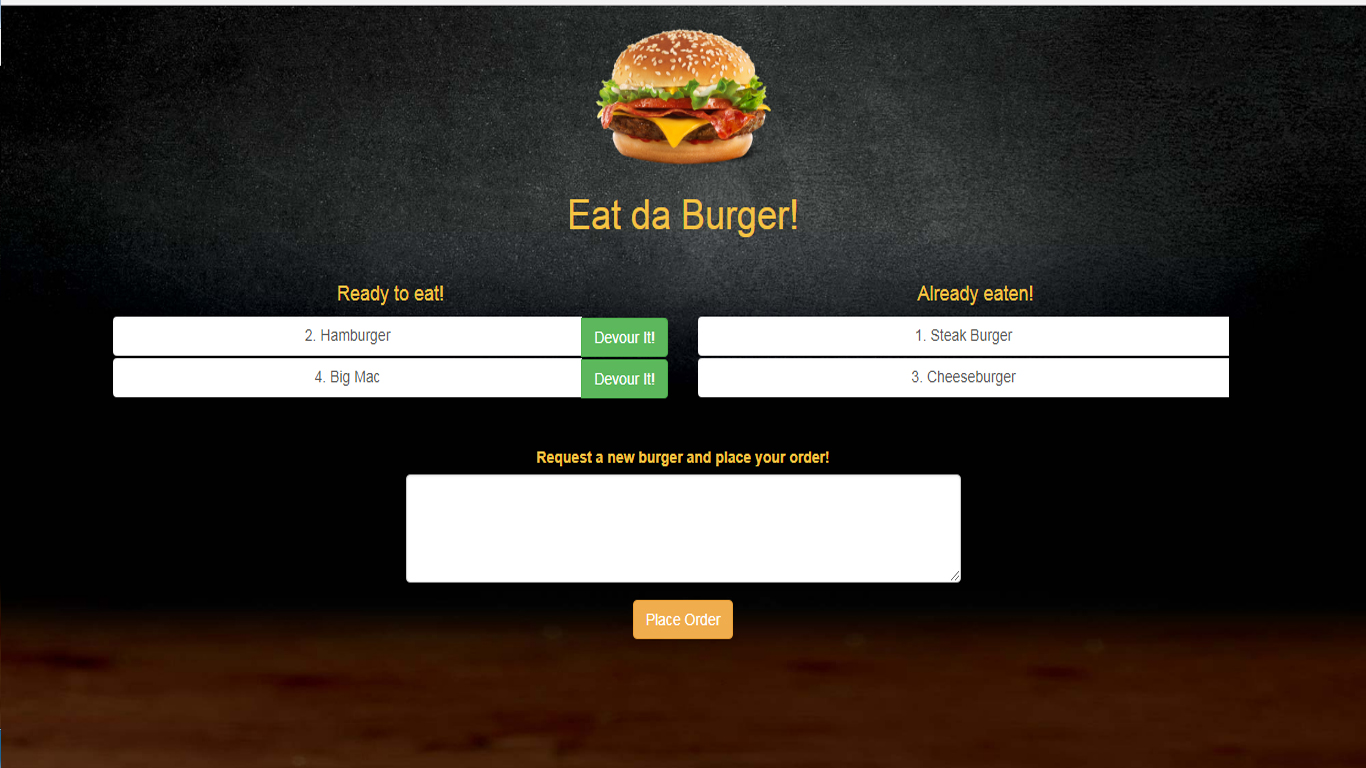 Eat da Burger!
Ready to eat!
2. Hamburger
Devour It!
4. Big Mac
Devour It!
Already eaten!
1. Steak Burger
3. Cheeseburger
Request a new burger and place your order!
Place Order